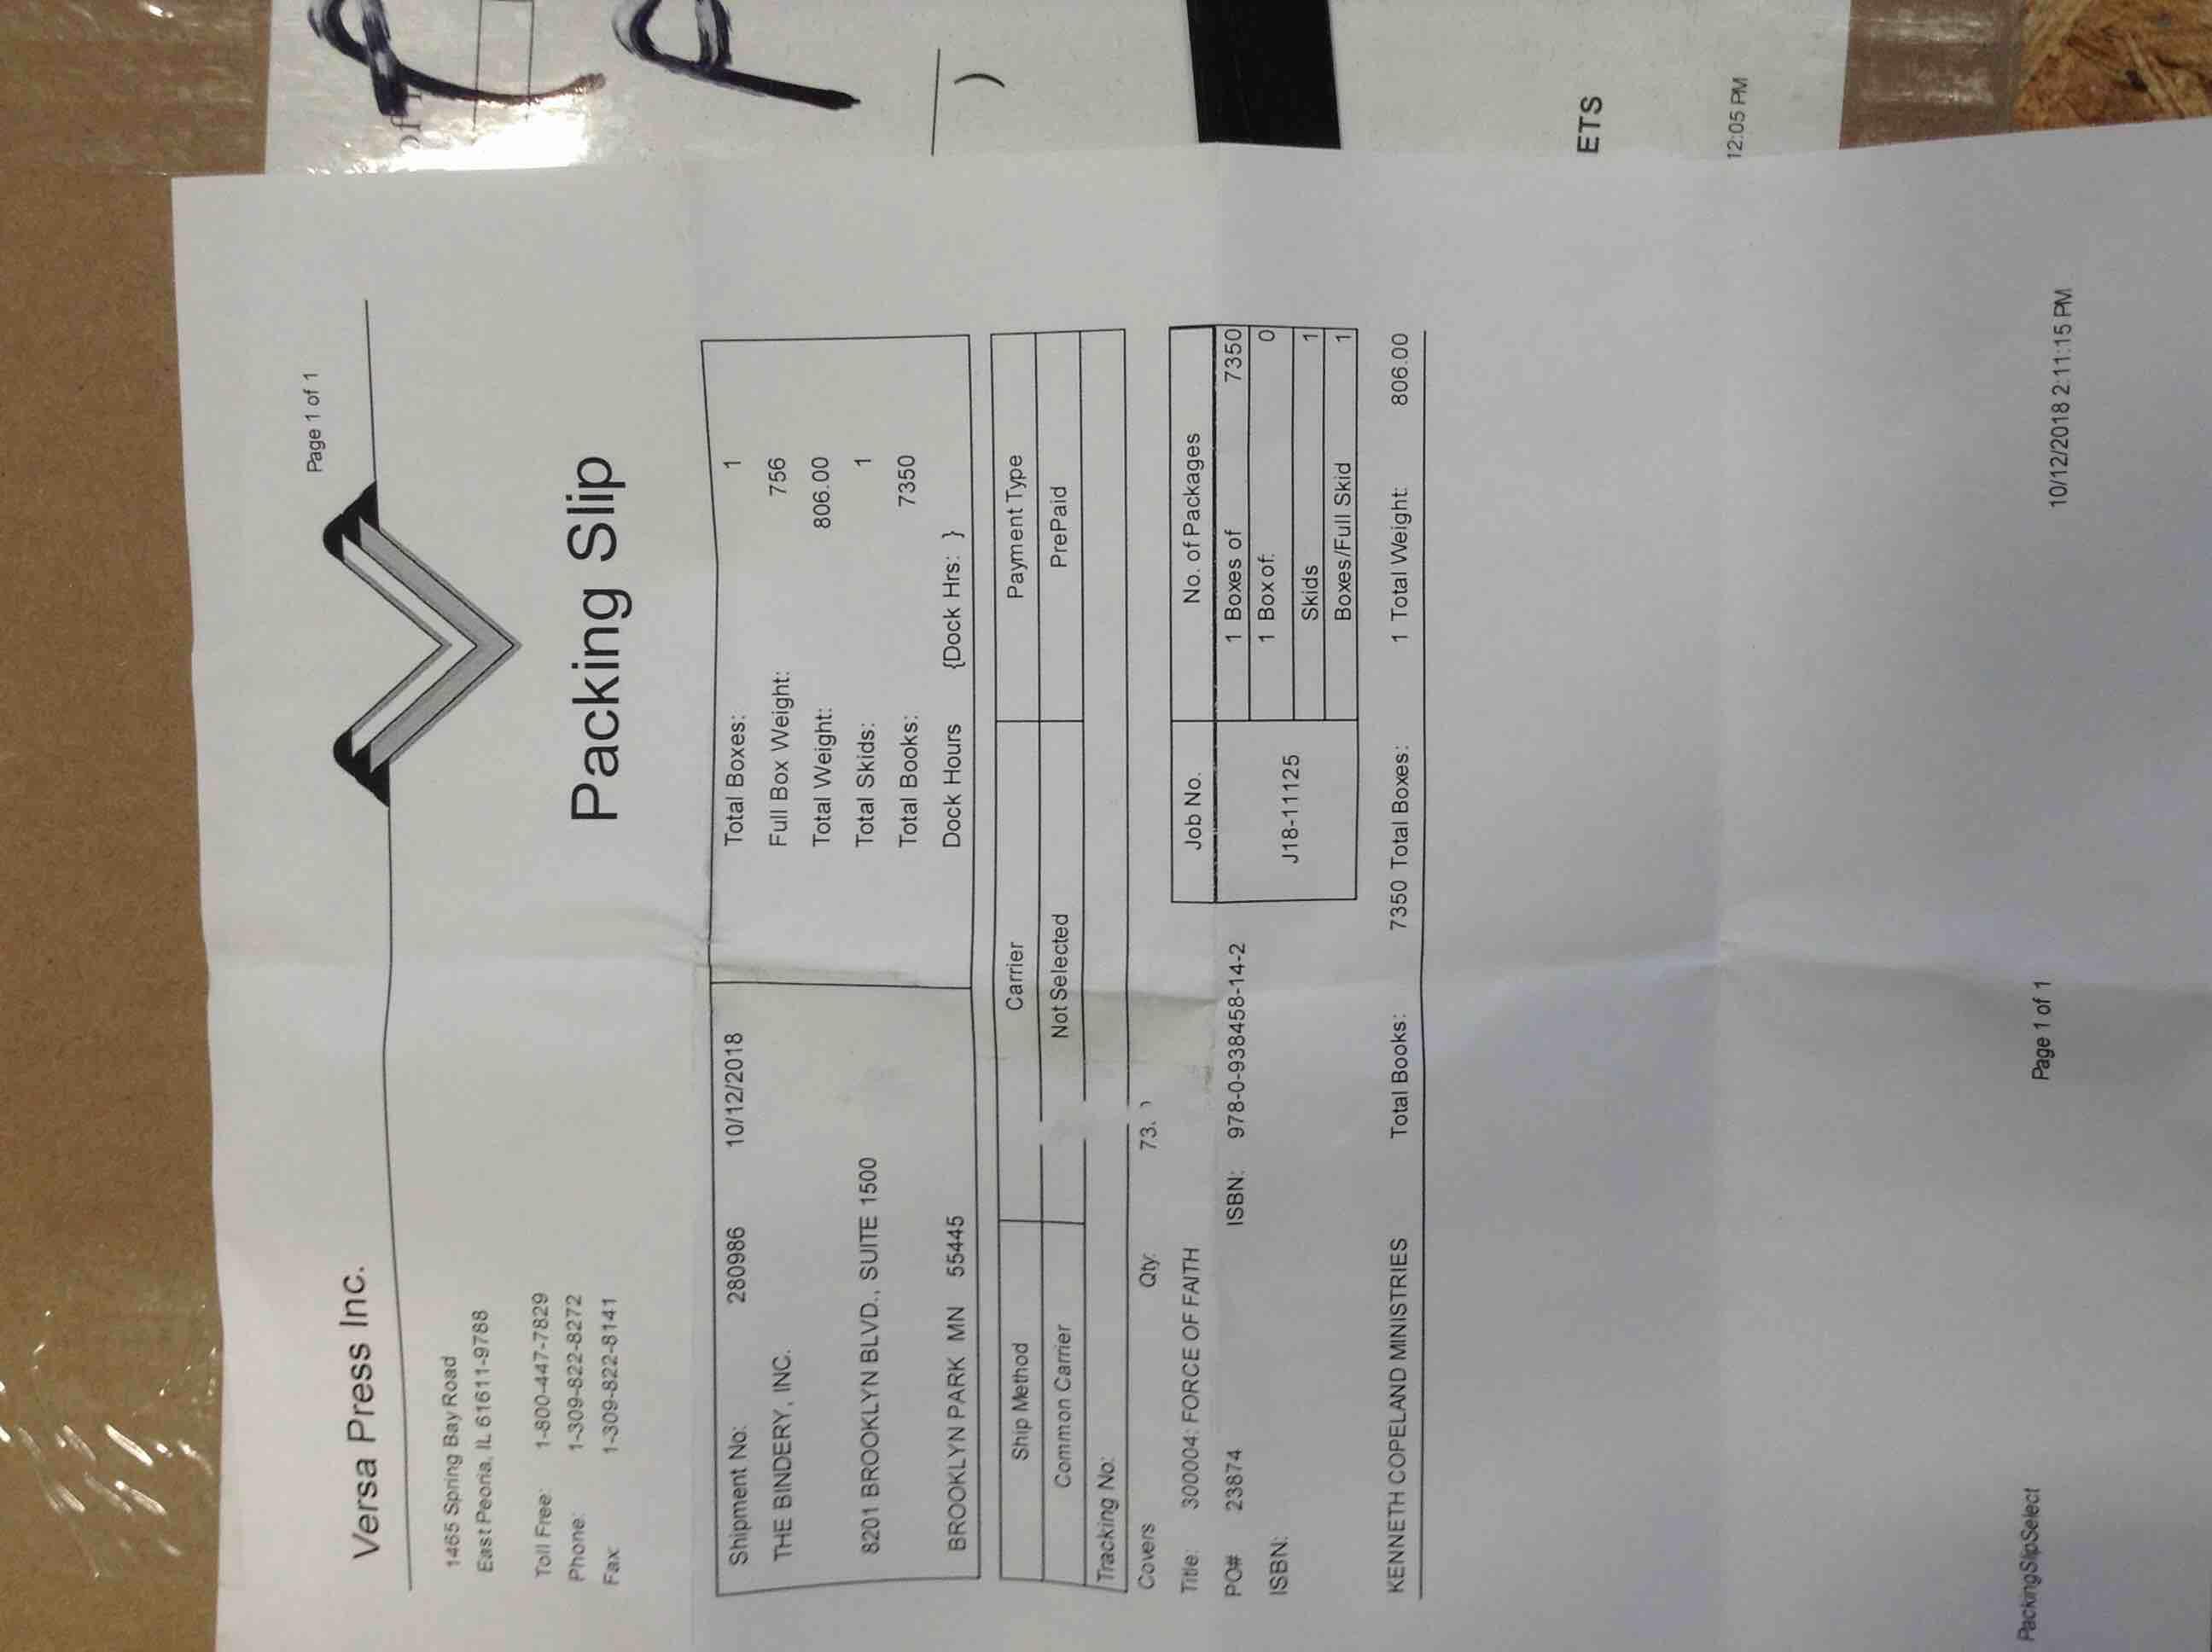 Page 1 of 1
Versa Press Inc.
1465 Spring Bay Road
East Peoria, IL 61611-9788
Toll Free: 1-800-447-7829
Phone: 1-309-822-8272
Fax 1-309-822-8141
Packing Slip
Shipment No: 280986 10/12/2018
THE BINDERY, INC.
8201 BROOKLYN BLVD., SUITE 1500
BROOKLYN PARK MN 55445
Total Boxes: 1
Full Box Weight: 756
Total Weight: 806.00
Total Skids: 1
Total Books: 7350
Dock Hours {Dock Hrs: }
Ship Method Carrier Payment Type
Common Carrier Not Selected PrePaid
Tracking No:
Covers Qty: 73.
Title: 300004: FORCE OF FAITH
PO# 23874 ISBN: 978-0-938458-14-2
ISBN:
Job No. No. of Packages
J18-11125
1 Boxes of 7350
1 Box of: 0
Skids 1
Boxes/Full Skid 1
KENNETH COPELAND MINISTRIES Total Books: 7350 Total Boxes: 1 Total Weight: 806.00
PackingSlipSelect Page 1 of 1 10/12/2018 2:11:15 PM
ETS
12:05 PM